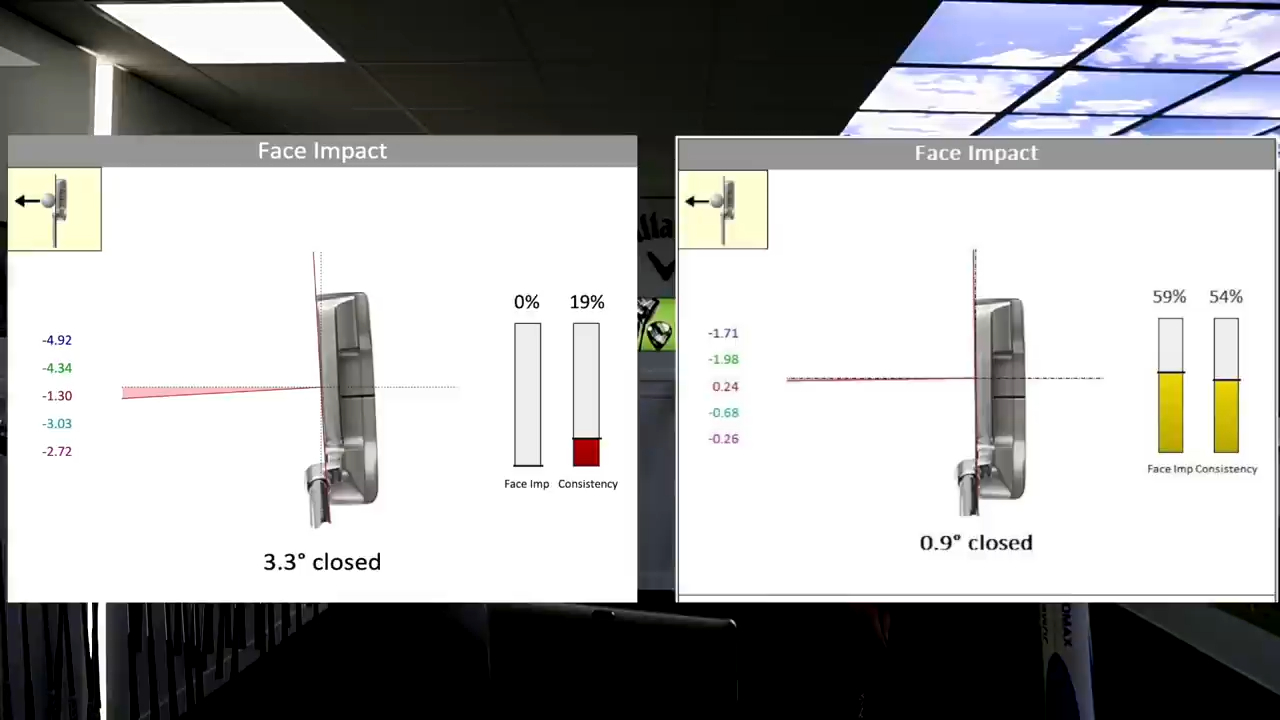 Face Impact
-4.92
-4.34
-1.30
-3.03
-2.72
0% 19%
Face Imp Consistency
3.3° closed
Face Impact
-1.71
-1.98
0.24
-0.68
-0.26
59% 54%
Face Imp Consistency
0.9° closed